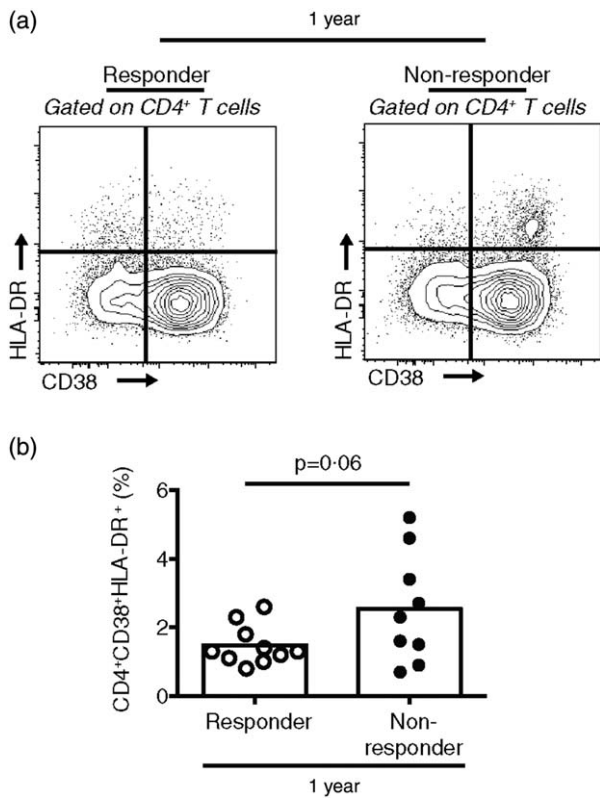 (a)
1 year
Responder
Gated on CD4⁺ T cells
HLA-DR
CD38
Non-responder
Gated on CD4⁺ T cells
HLA-DR
CD38
(b)
p=0·06
CD4⁺CD38⁺HLA-DR⁺ (%)
6
4
2
0
Responder
Non-
responder
1 year